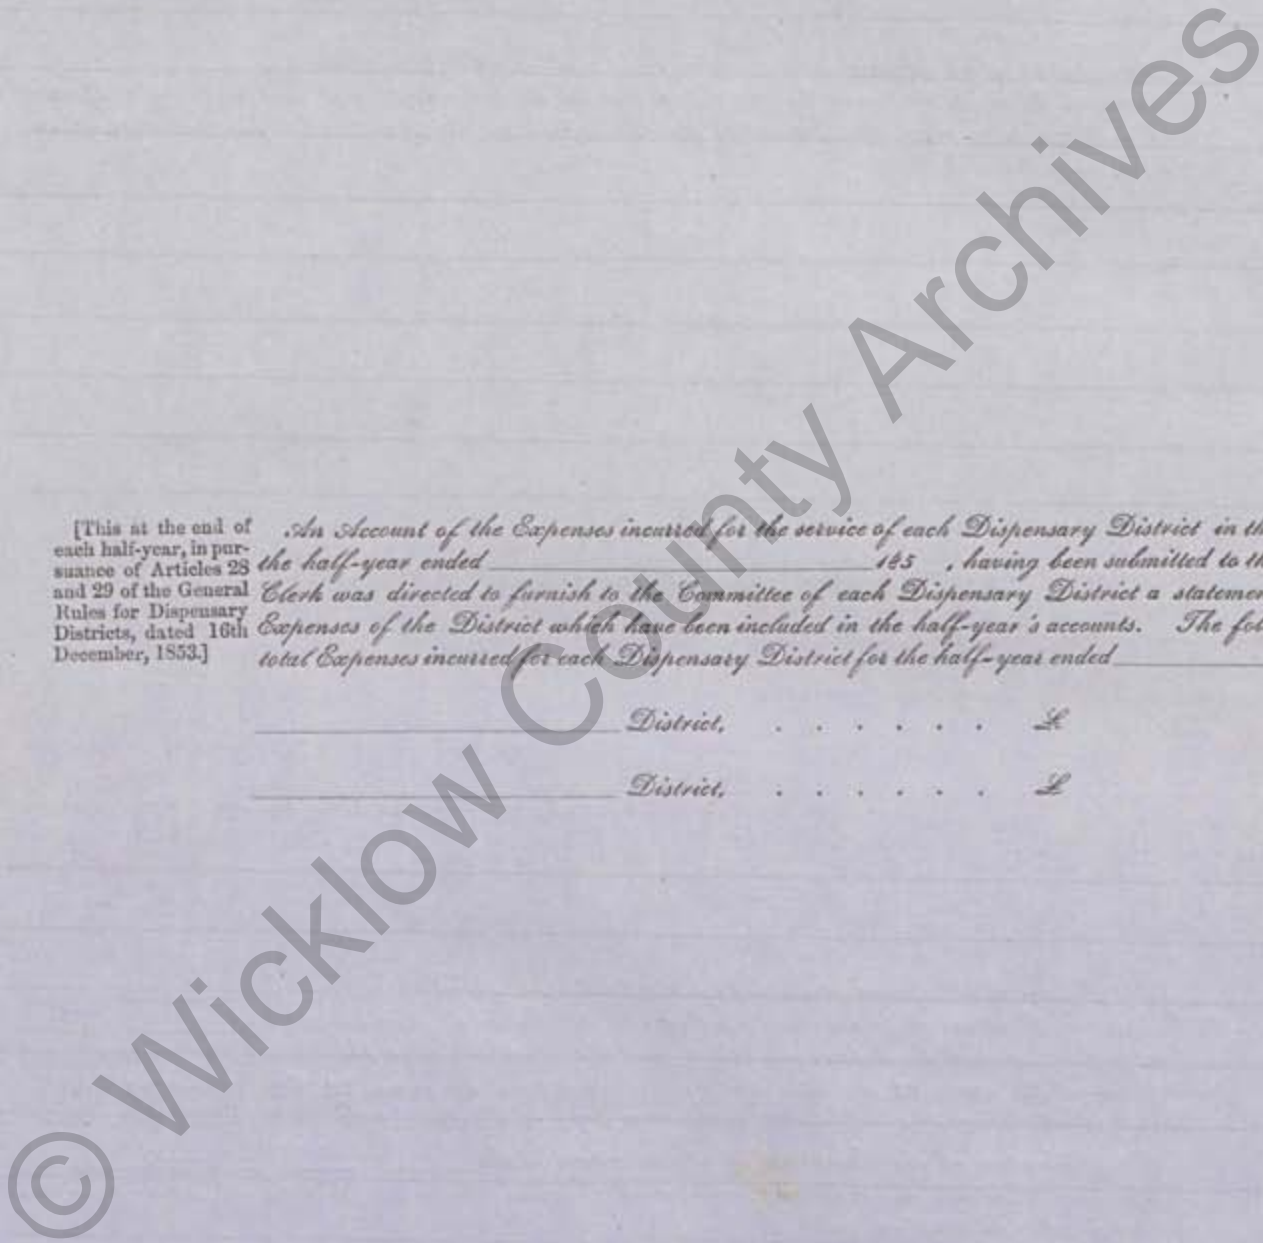 [This at the end of
each half-year, in pur-
suance of Articles 28
and 29 of the General
Rules for Dispensary
Districts, dated 16th
December, 1853.]
An Account of the Expenses incurred for the service of each Dispensary District in th
the half-year ended 185 , having been submitted to th
Clerk was directed to furnish to the Committee of each Dispensary District a statemen
Expenses of the District which have been included in the half-year's accounts. The fol
total Expenses incurred for each Dispensary District for the half-year ended
District, . . . . . . £
District, . . . . . . £
© Wicklow County Archives